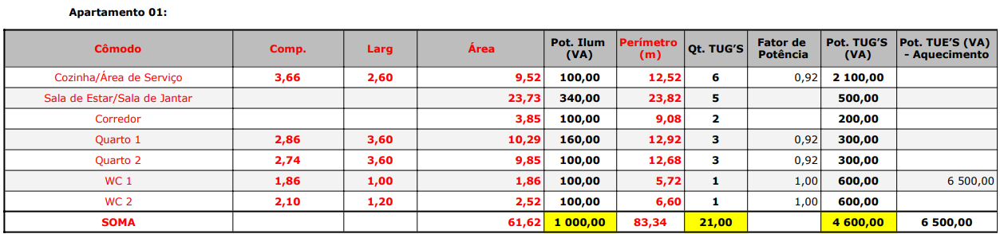 Apartamento 01:
Cômodo Comp. Larg Área Pot. Ilum (VA) Perímetro (m) Qt. TUG'S Fator de Potência Pot. TUG'S (VA) Pot. TUE'S (VA) - Aquecimento
Cozinha/Área de Serviço 3,66 2,60 9,52 100,00 12,52 6 0,92 2 100,00
Sala de Estar/Sala de Jantar 23,73 340,00 23,82 5 500,00
Corredor 3,85 100,00 9,08 2 200,00
Quarto 1 2,86 3,60 10,29 160,00 12,92 3 0,92 300,00
Quarto 2 2,74 3,60 9,85 100,00 12,68 3 0,92 300,00
WC 1 1,86 1,00 1,86 100,00 5,72 1 1,00 600,00 6 500,00
WC 2 2,10 1,20 2,52 100,00 6,60 1 1,00 600,00
SOMA 61,62 1 000,00 83,34 21,00 4 600,00 6 500,00